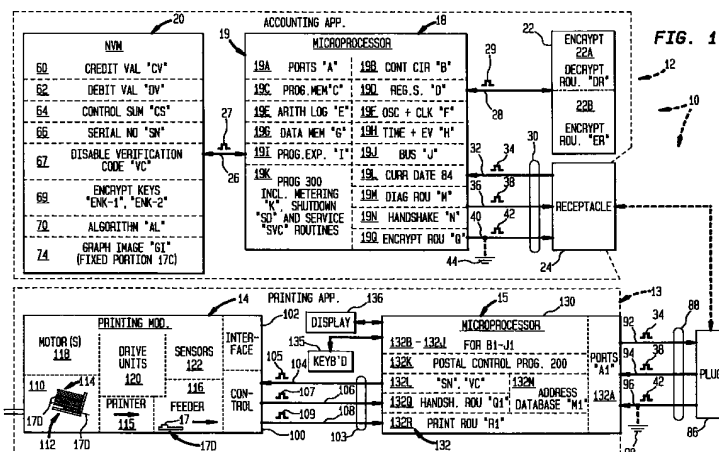 FIG. 1
ACCOUNTING APP.
20
NVM
60 CREDIT VAL "CV"
62 DEBIT VAL "DV"
64 CONTROL SUM "CS"
66 SERIAL NO "SN"
67 DISABLE VERIFICATION
CODE "VC"
69 ENCRYPT KEYS
"ENK-1", "ENK-2"
70 ALGORITHM "AL"
74 GRAPH IMAGE "GI"
(FIXED PORTION 17C)
27
26
18
19
MICROPROCESSOR
19A PORTS "A"
19B CONT CIR "B"
19C PROG.MEM"C"
19D REG.S. "D"
19E ARITH LOG "E"
19F OSC + CLK "F"
19G DATA MEM "G"
19H TIME + EV "H"
19I PROG.EXP. "I"
19J BUS "J"
19K PROG 300
INCL. METERING
"K", SHUTDOWN
"SD" AND SERVICE
"SVC" ROUTINES
19L CURR DATE 84
19M DIAG ROU "M"
19N HANDSHAKE "N"
19Q ENCRYPT ROU "Q"
29
28
22
ENCRYPT
22A
DECRYPT
ROU. "DR"
22B
ENCRYPT
ROU. "ER"
12
10
30
32
34
36
38
40
42
44
RECEPTACLE
24
PRINTING APP.
14
PRINTING MOD.
102
MOTOR(S)
118
DRIVE
UNITS
120
SENSORS
122
INTER-
FACE
110
114
112
17D
17D
PRINTER
115
116
FEEDER
17
17D
CONTROL
100
105
104
107
106
109
108
103
136
DISPLAY
135
KEYB'D
15
130
13
MICROPROCESSOR
132B - 132J FOR B1-J1
132K POSTAL CONTROL PROG. 200
132L "SN", VC"
132M
ADDRESS
DATABASE "M1"
132Q HANDSH. ROU "Q1"
132R PRINT ROU "R1"
132
PORTS
"A1"
132A
88
92
34
94
38
96
42
PLUG
86